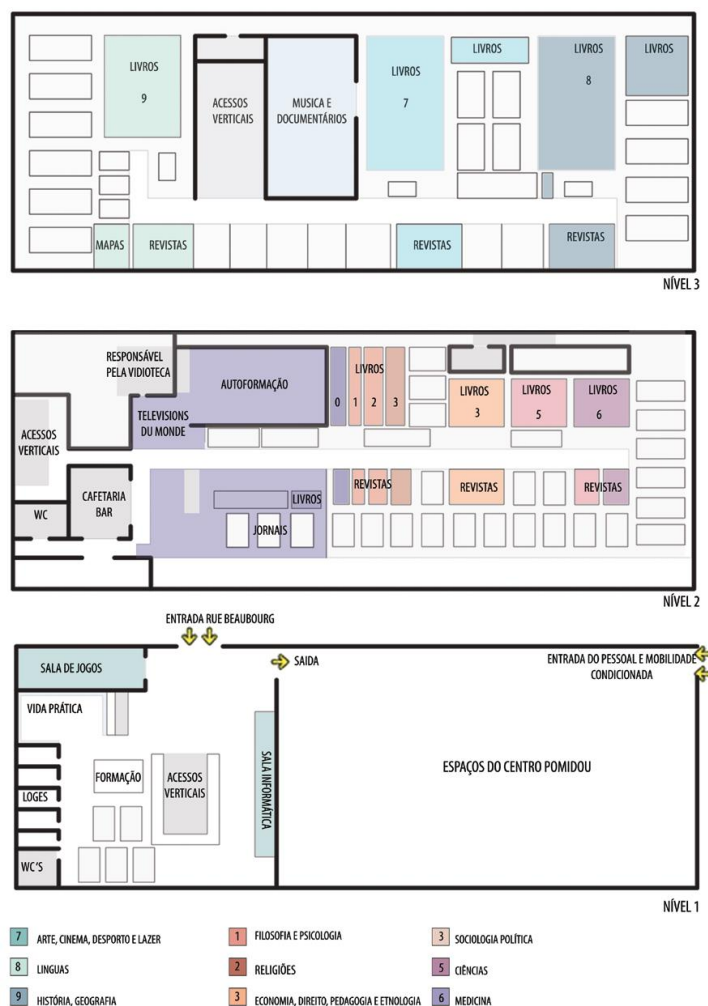 LIVROS
9
ACESSOS
VERTICAIS
MUSICA E
DOCUMENTÁRIOS
LIVROS
7
LIVROS
LIVROS
8
LIVROS
MAPAS
REVISTAS
REVISTAS
REVISTAS
NÍVEL 3
RESPONSÁVEL
PELA VIDIOTECA
AUTOFORMAÇÃO
TELEVISIONS
DU MONDE
LIVROS
0 1 2 3
LIVROS
3
LIVROS
5
LIVROS
6
ACESSOS
VERTICAIS
CAFETARIA
BAR
WC
LIVROS
JORNAIS
REVISTAS
REVISTAS
REVISTAS
NÍVEL 2
ENTRADA RUE BEAUBOURG
SALA DE JOGOS
SAIDA
ENTRADA DO PESSOAL E MOBILIDADE
CONDICIONADA
VIDA PRÁTICA
FORMAÇÃO
ACESSOS
VERTICAIS
SALA INFORMÁTICA
ESPAÇOS DO CENTRO POMIDOU
LOGES
WC'S
NÍVEL 1
7 ARTE, CINEMA, DESPORTO E LAZER
8 LINGUAS
9 HISTÓRIA, GEOGRAFIA
1 FILOSOFIA E PSICOLOGIA
2 RELIGIÕES
3 ECONOMIA, DIREITO, PEDAGOGIA E ETNOLOGIA
3 SOCIOLOGIA POLÍTICA
5 CIÊNCIAS
6 MEDICINA